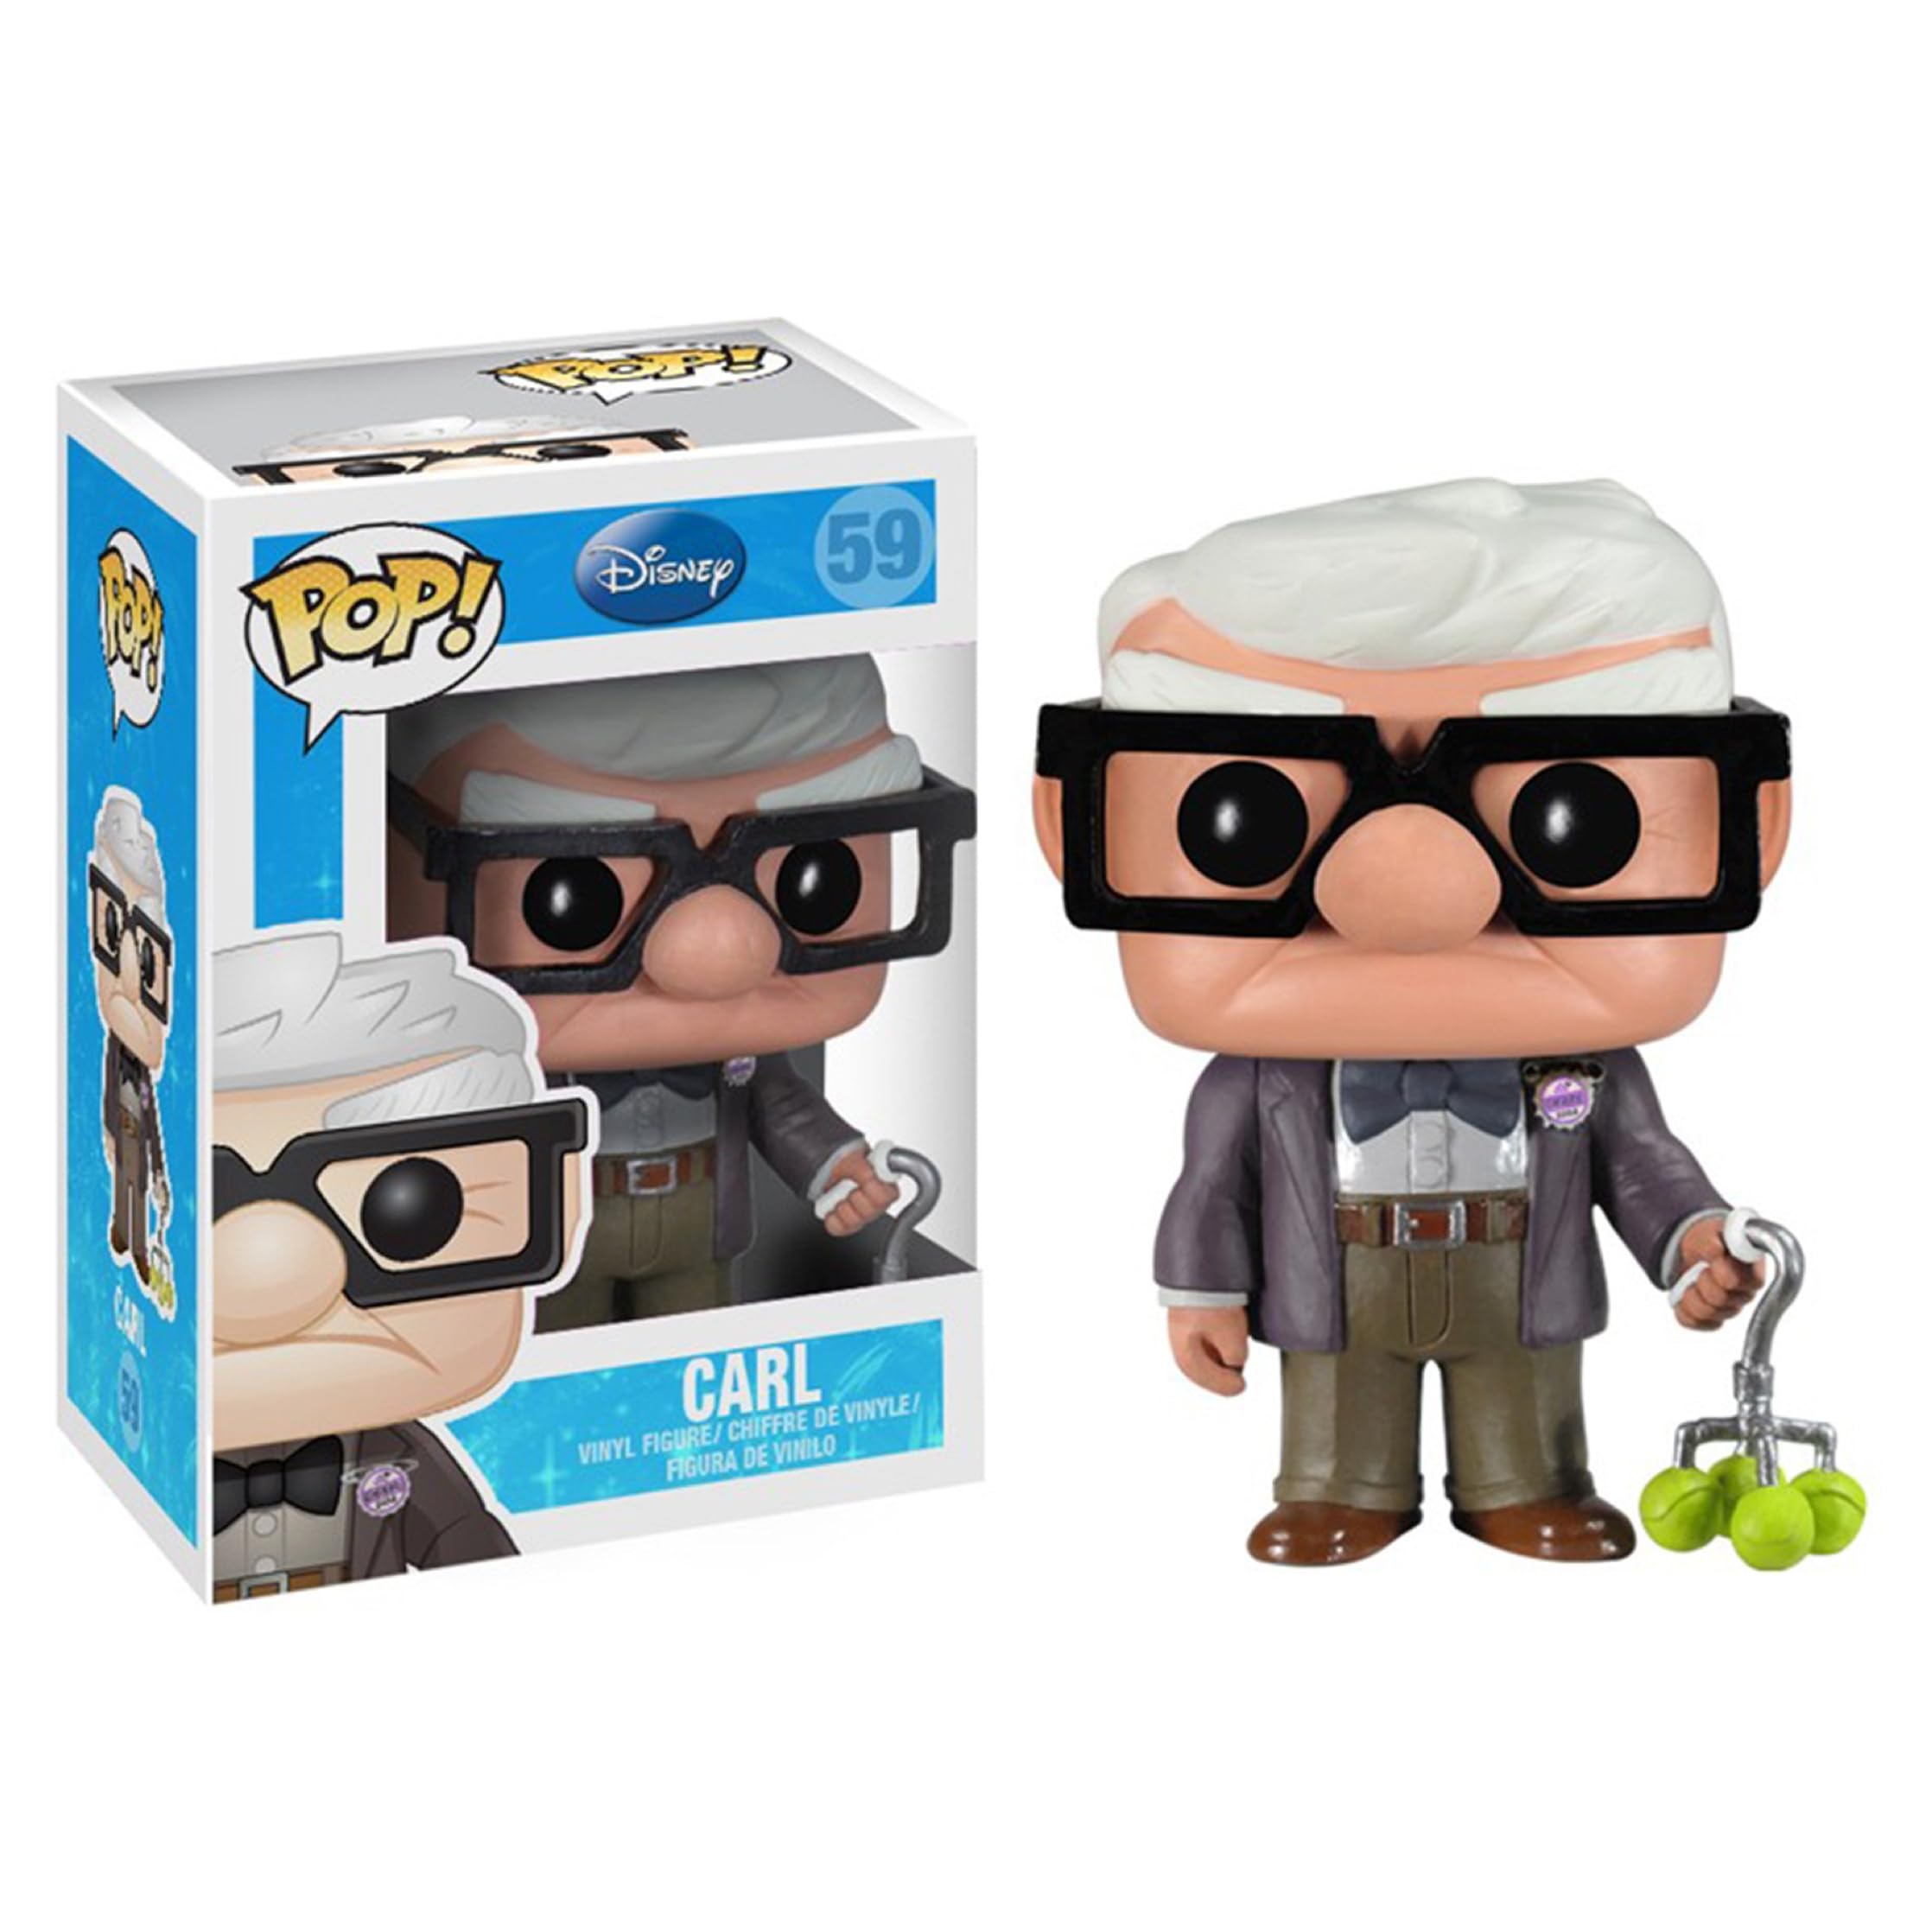 POP!
POP!
DISNEY
59
POP!
CARL
VINYL FIGURE/ CHIFFRE DE VINYLE/
FIGURA DE VINILO
CARL
59